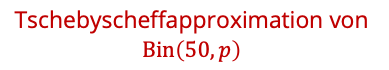 Tschebyscheffapproximation von
Bin(50, p)